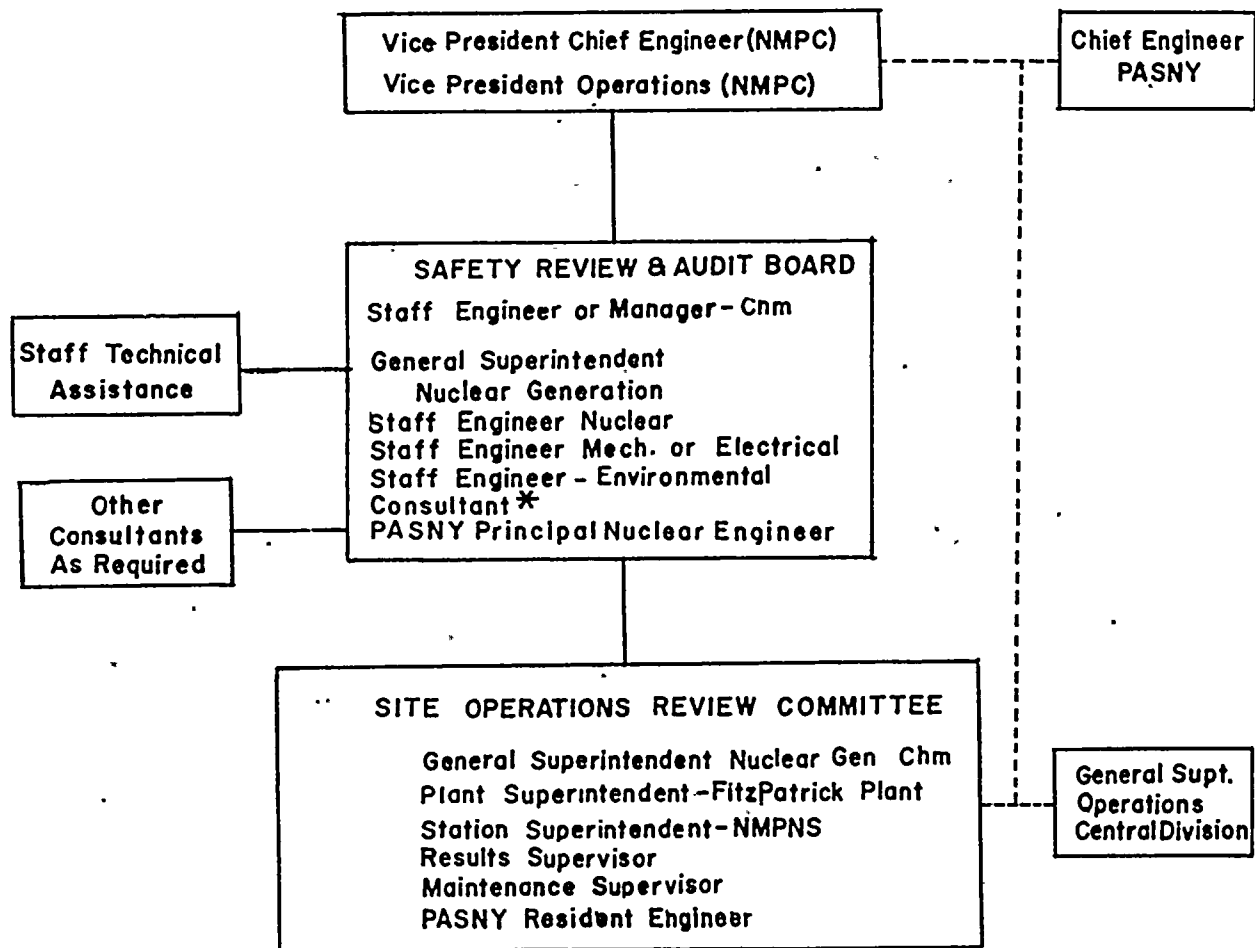 Vice President Chief Engineer (NMPC)
Vice President Operations (NMPC)
Chief Engineer
PASNY
SAFETY REVIEW & AUDIT BOARD
Staff Engineer or Manager - Chm
General Superintendent
Nuclear Generation
Staff Engineer Nuclear
Staff Engineer Mech. or Electrical
Staff Engineer - Environmental
Consultant*
PASNY Principal Nuclear Engineer
Staff Technical
Assistance
Other
Consultants
As Required
SITE OPERATIONS REVIEW COMMITTEE
General Superintendent Nuclear Gen Chm
Plant Superintendent - FitzPatrick Plant
Station Superintendent - NMPNS
Results Supervisor
Maintenance Supervisor
PASNY Resident Engineer
General Supt.
Operations
Central Division